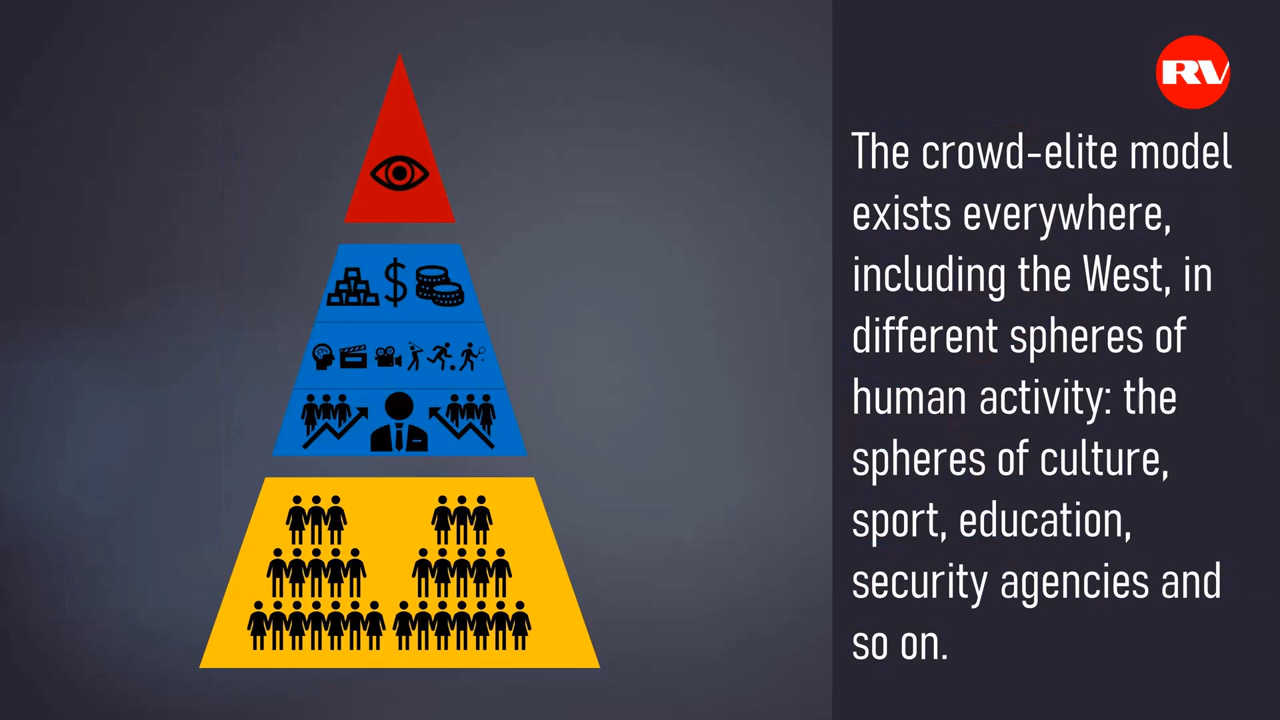 RV
The crowd-elite model
exists everywhere,
including the West, in
different spheres of
human activity: the
spheres of culture,
sport, education,
security agencies and
so on.
$